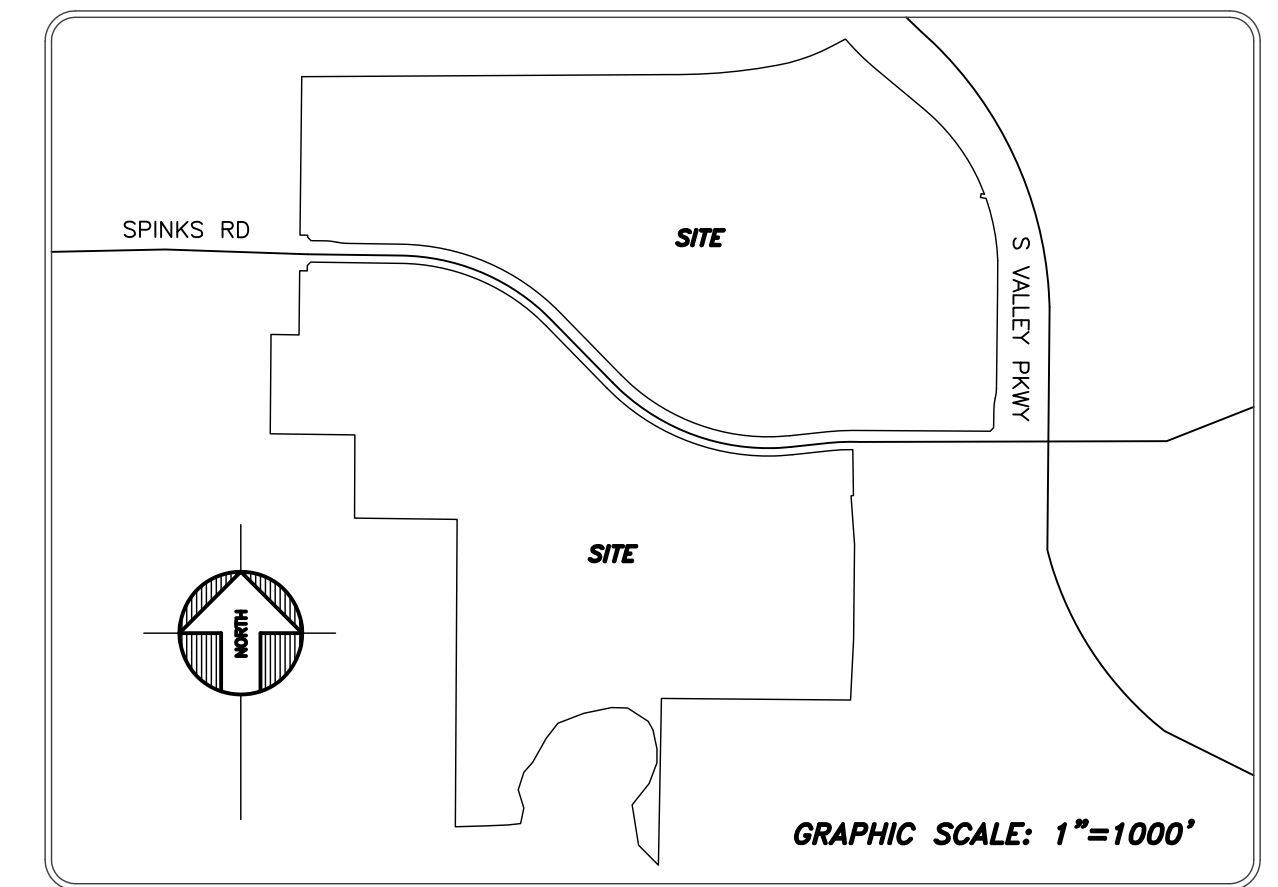 SPINKS RD
SITE
S VALLEY PKWY
SITE
NORTH
GRAPHIC SCALE: 1"=1000'